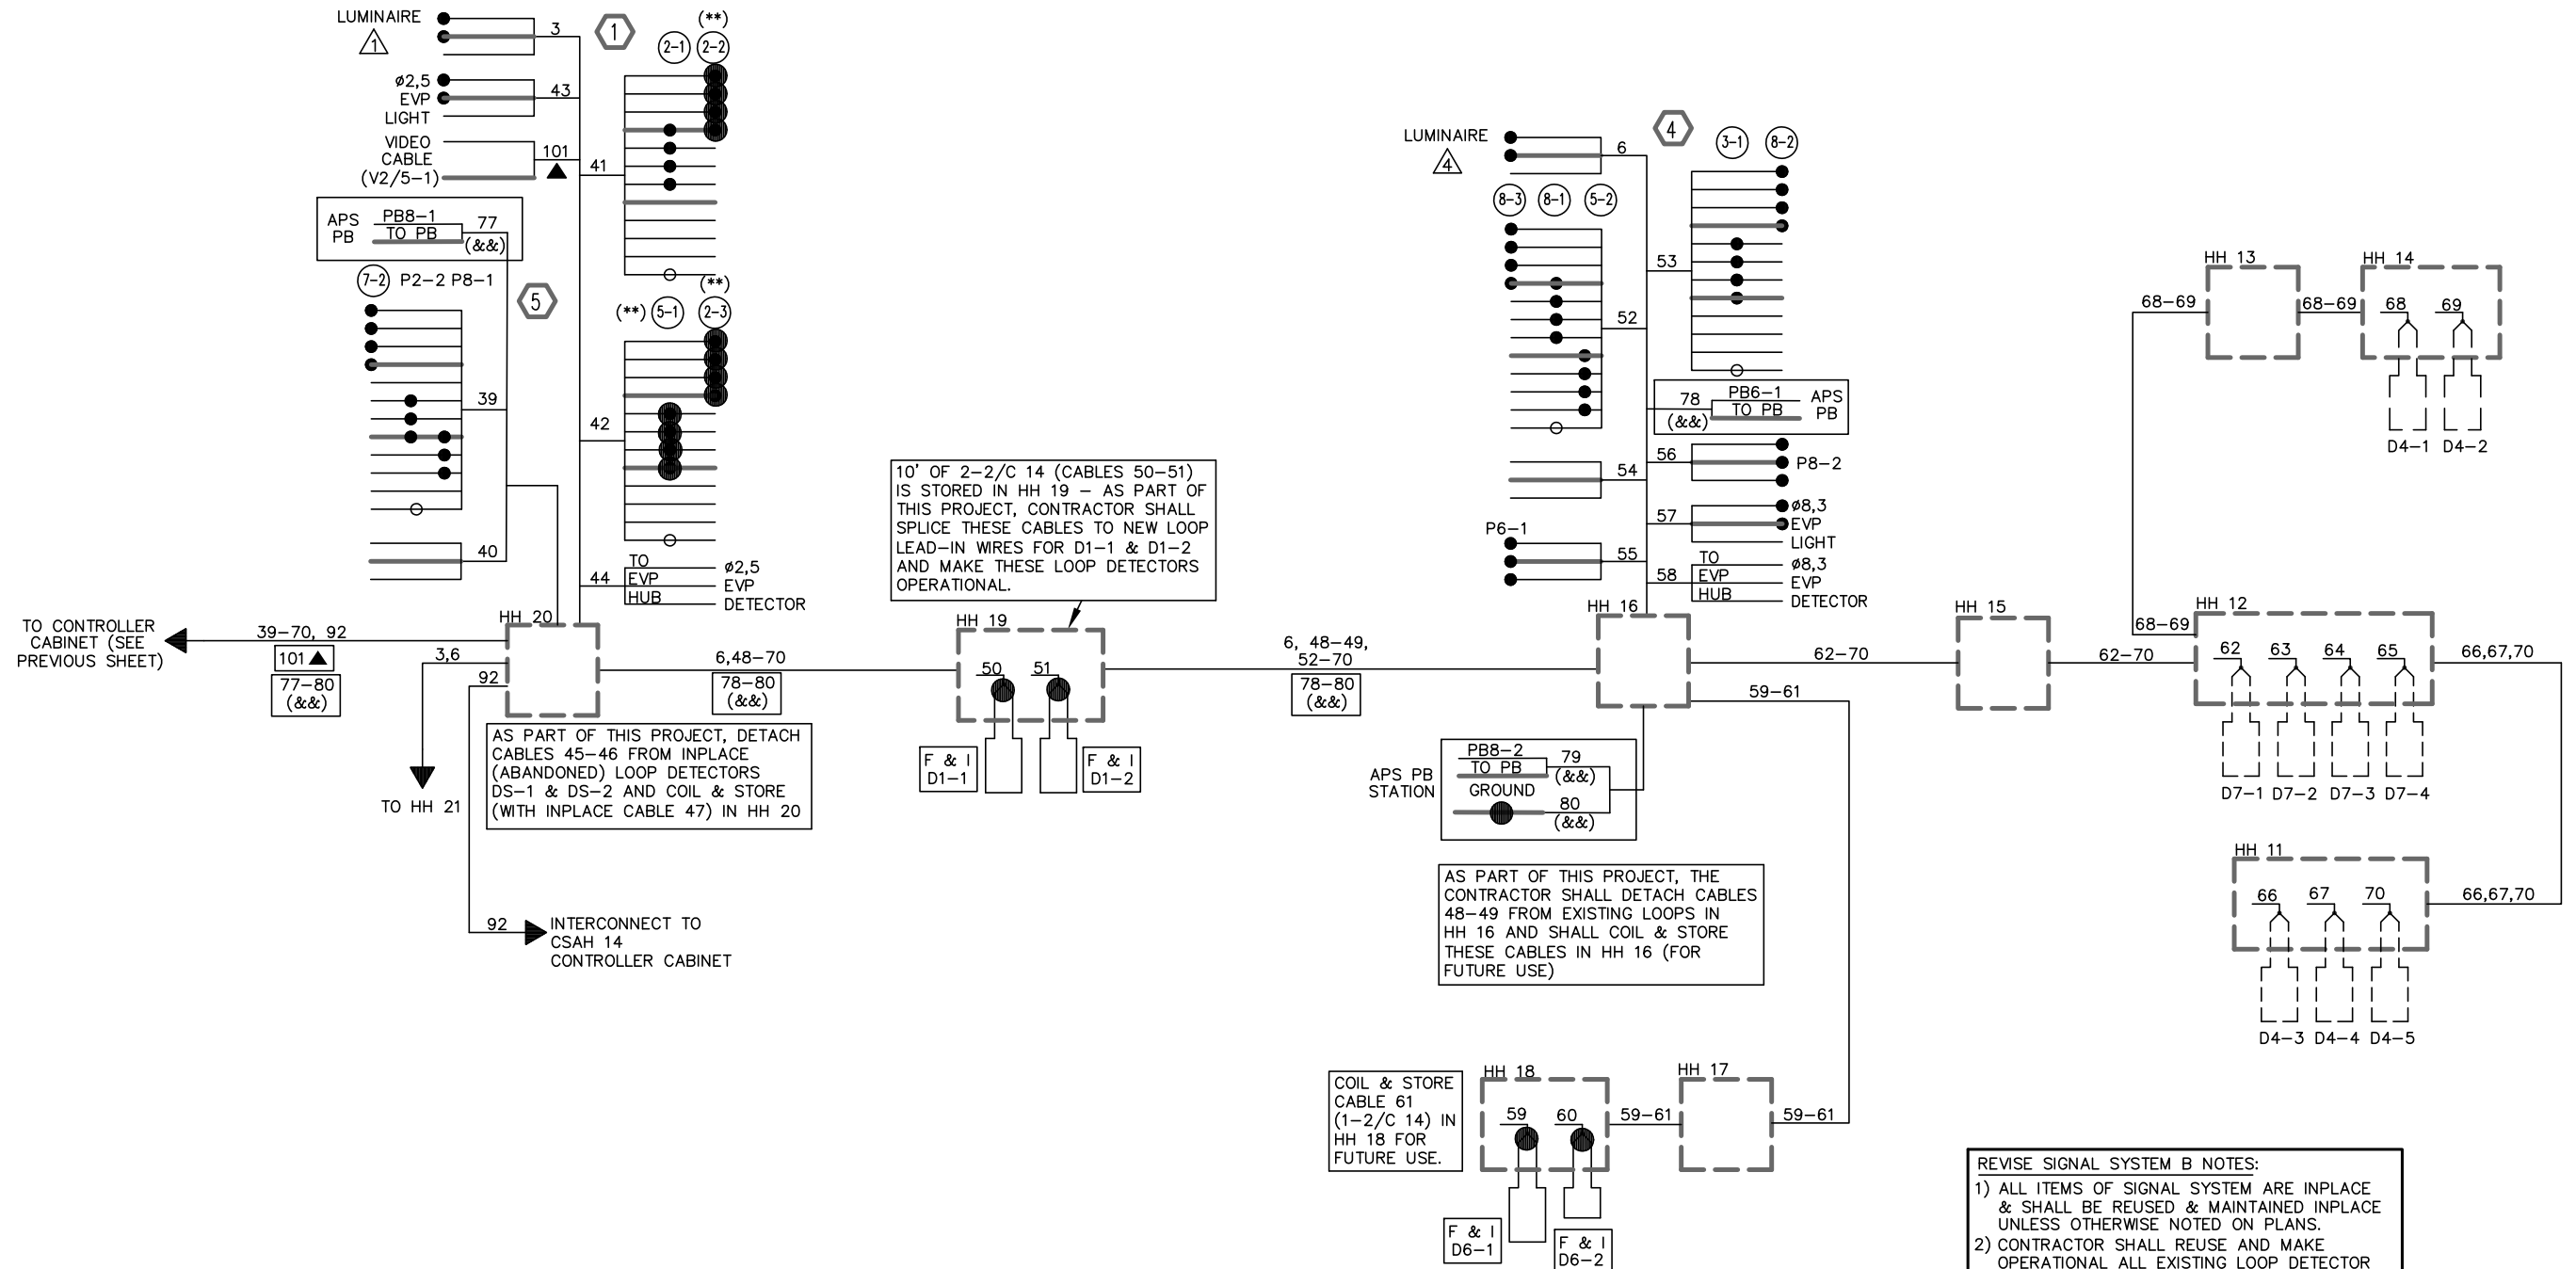 LUMINAIRE
1
3
1
(**)
2-1
2-2
ø2,5
EVP
LIGHT
43
VIDEO
CABLE
(V2/5-1)
101
41
APS
PB
PB8-1
TO PB
77
(&&)
7-2
P2-2 P8-1
5
39
40
(**)
(**)
5-1
2-3
42
44
TO
EVP
HUB
ø2,5
EVP
DETECTOR
TO CONTROLLER
CABINET (SEE
PREVIOUS SHEET)
39-70, 92
101
77-80
(&&)
3,6
92
HH 20
TO HH 21
92
INTERCONNECT TO
CSAH 14
CONTROLLER CABINET
AS PART OF THIS PROJECT, DETACH
CABLES 45-46 FROM INPLACE
(ABANDONED) LOOP DETECTORS
DS-1 & DS-2 AND COIL & STORE
(WITH INPLACE CABLE 47) IN HH 20
6,48-70
78-80
(&&)
10' OF 2-2/C 14 (CABLES 50-51)
IS STORED IN HH 19 - AS PART OF
THIS PROJECT, CONTRACTOR SHALL
SPLICE THESE CABLES TO NEW LOOP
LEAD-IN WIRES FOR D1-1 & D1-2
AND MAKE THESE LOOP DETECTORS
OPERATIONAL.
HH 19
50
51
F & I
D1-1
F & I
D1-2
6, 48-49,
52-70
78-80
(&&)
LUMINAIRE
4
6
4
3-1
8-2
8-3
8-1
5-2
53
52
78
(&&)
PB6-1
TO PB
APS
PB
54
56
P8-2
57
ø8,3
EVP
LIGHT
P6-1
55
58
TO
EVP
HUB
ø8,3
EVP
DETECTOR
HH 16
62-70
59-61
APS PB
STATION
PB8-2
TO PB
79
(&&)
GROUND
80
(&&)
AS PART OF THIS PROJECT, THE
CONTRACTOR SHALL DETACH CABLES
48-49 FROM EXISTING LOOPS IN
HH 16 AND SHALL COIL & STORE
THESE CABLES IN HH 16 (FOR
FUTURE USE)
COIL & STORE
CABLE 61
(1-2/C 14) IN
HH 18 FOR
FUTURE USE.
HH 18
59
60
59-61
HH 17
59-61
F & I
D6-1
F & I
D6-2
HH 15
62-70
HH 13
HH 14
68-69
68-69
68
69
D4-1
D4-2
68-69
HH 12
62
63
64
65
66,67,70
D7-1
D7-2
D7-3
D7-4
HH 11
66
67
70
66,67,70
D4-3
D4-4
D4-5
REVISE SIGNAL SYSTEM B NOTES:
1) ALL ITEMS OF SIGNAL SYSTEM ARE INPLACE
& SHALL BE REUSED & MAINTAINED INPLACE
UNLESS OTHERWISE NOTED ON PLANS.
2) CONTRACTOR SHALL REUSE AND MAKE
OPERATIONAL ALL EXISTING LOOP DETECTOR